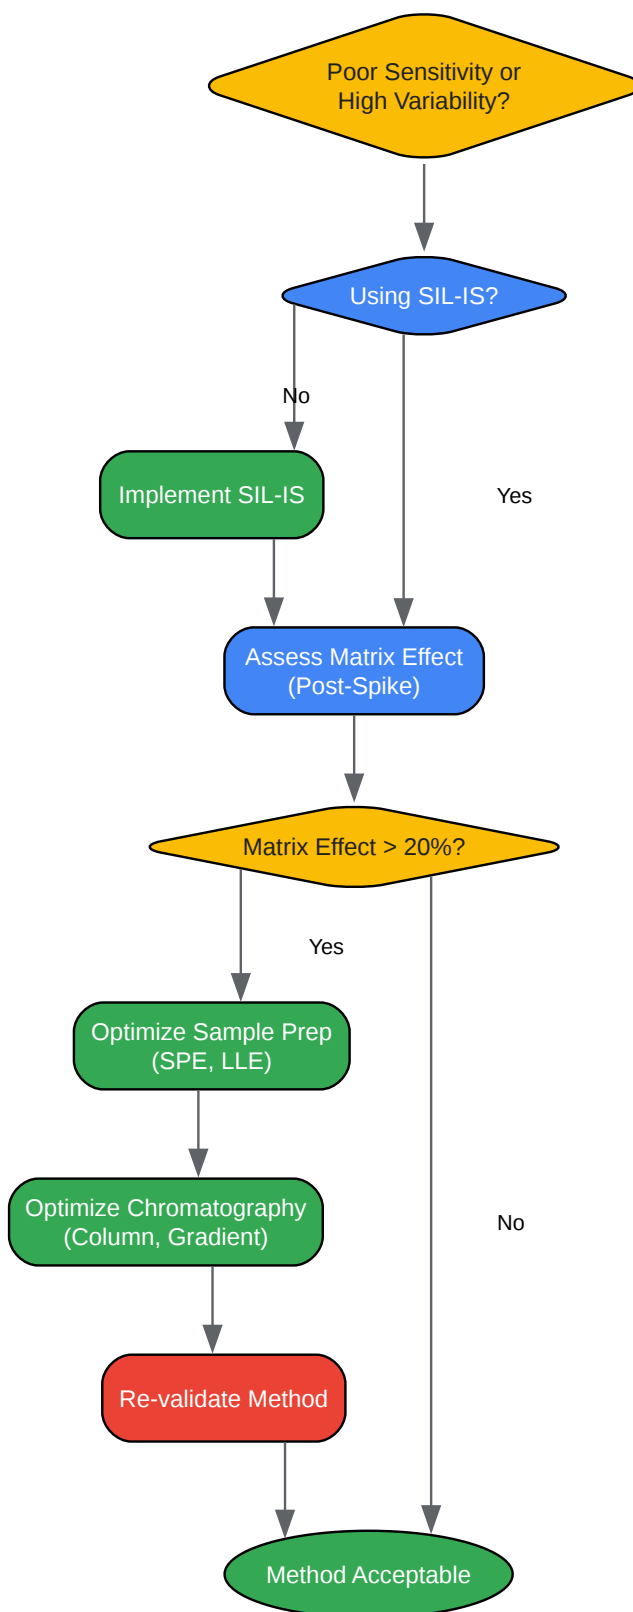 Poor Sensitivity or
High Variability?
Using SIL-IS?
No
Implement SIL-IS
Yes
Assess Matrix Effect
(Post-Spike)
Matrix Effect > 20%?
Yes
Optimize Sample Prep
(SPE, LLE)
Optimize Chromatography
(Column, Gradient)
No
Re-validate Method
Method Acceptable